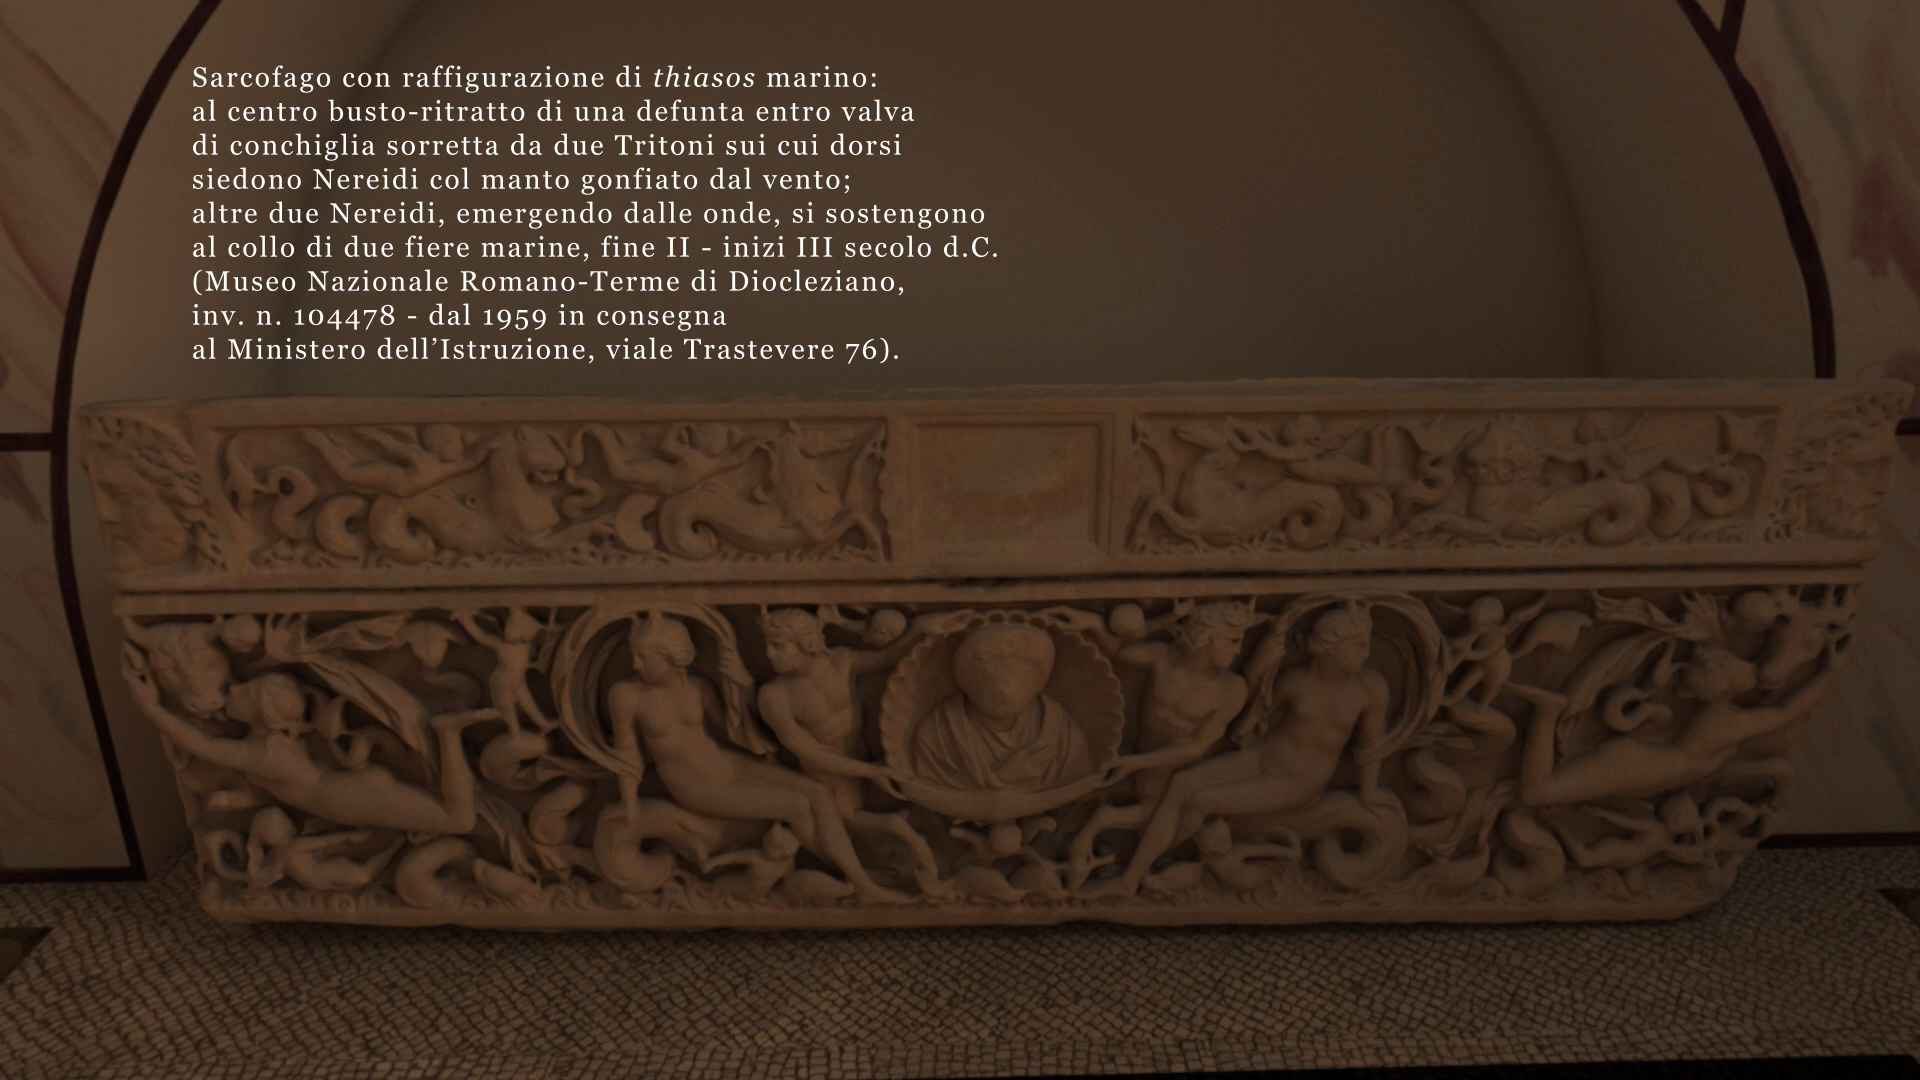 Sarcofago con raffigurazione di thiasos marino:
al centro busto-ritratto di una defunta entro valva
di conchiglia sorretta da due Tritoni sui cui dorsi
siedono Nereidi col manto gonfiato dal vento;
altre due Nereidi, emergendo dalle onde, si sostengono
al collo di due fiere marine, fine II - inizi III secolo d.C.
(Museo Nazionale Romano-Terme di Diocleziano,
inv. n. 104478 - dal 1959 in consegna
al Ministero dell’Istruzione, viale Trastevere 76).